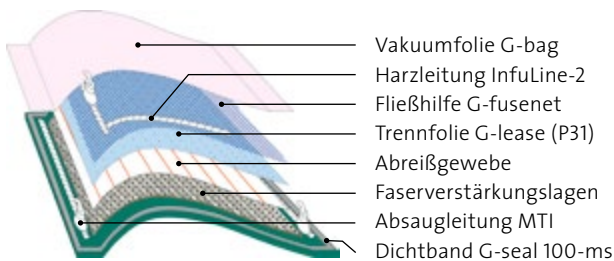 Vakuumfolie G-bag
Harzleitung InfuLine-2
Fließhilfe G-fusenet
Trennfolie G-lease (P31)
Abreißgewebe
Faserverstärkungslagen
Absaugleitung MTI
Dichtband G-seal 100-ms